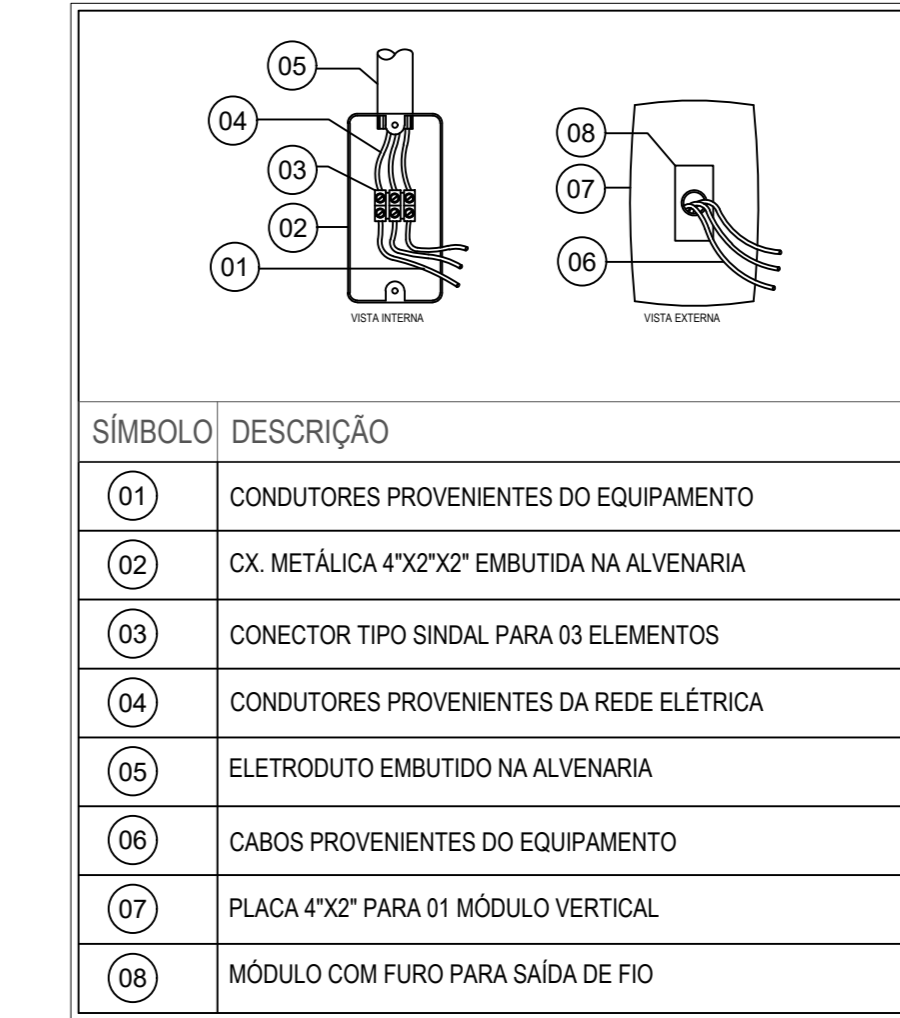 05
04
03
02
01
VISTA INTERNA
08
07
06
VISTA EXTERNA
SÍMBOLO DESCRIÇÃO
01 CONDUTORES PROVENIENTES DO EQUIPAMENTO
02 CX. METÁLICA 4"X2"X2" EMBUTIDA NA ALVENARIA
03 CONECTOR TIPO SINDAL PARA 03 ELEMENTOS
04 CONDUTORES PROVENIENTES DA REDE ELÉTRICA
05 ELETRODUTO EMBUTIDO NA ALVENARIA
06 CABOS PROVENIENTES DO EQUIPAMENTO
07 PLACA 4"X2" PARA 01 MÓDULO VERTICAL
08 MÓDULO COM FURO PARA SAÍDA DE FIO